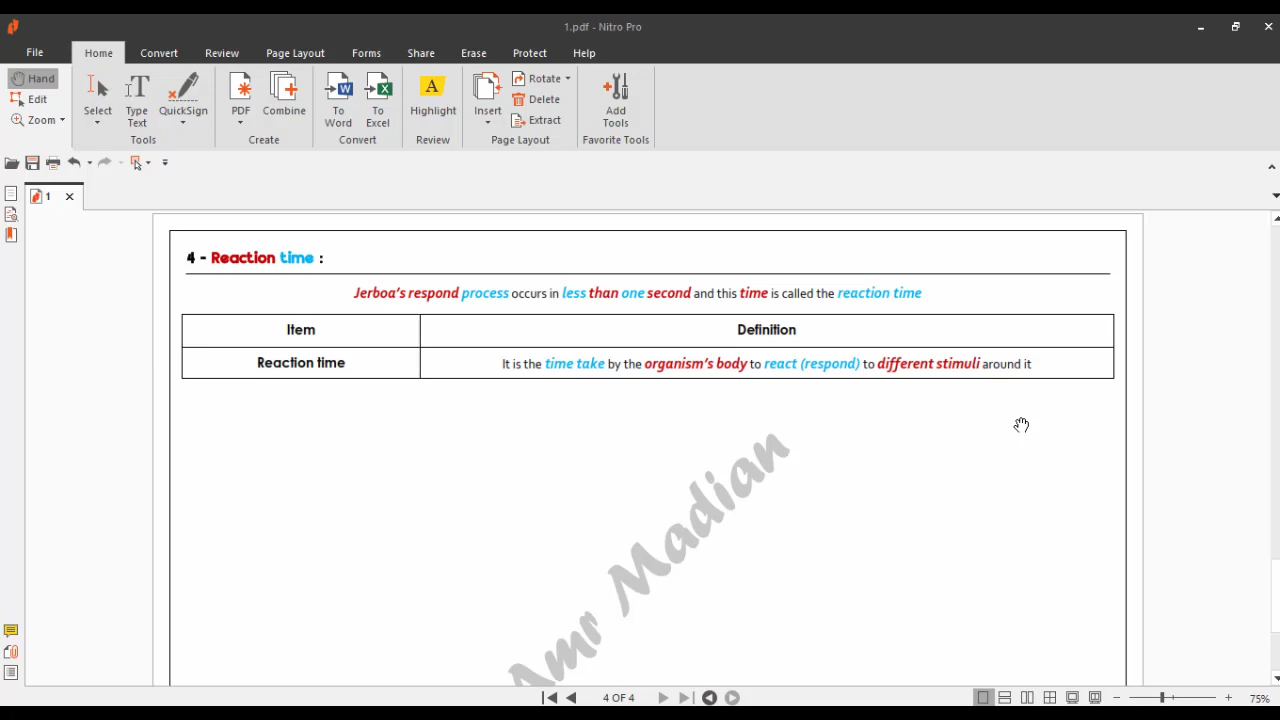 1.pdf - Nitro Pro
File Home Convert Review Page Layout Forms Share Erase Protect Help
Hand
Edit
Zoom
Select
Type Text
QuickSign
Tools
PDF
Combine
Create
To Word
To Excel
Convert
Highlight
Review
Insert
Rotate
Delete
Extract
Page Layout
Add Tools
Favorite Tools
1
4 - Reaction time :
Jerboa's respond process occurs in less than one second and this time is called the reaction time
Item Definition
Reaction time It is the time take by the organism's body to react (respond) to different stimuli around it
Amr Madian
4 OF 4
75%